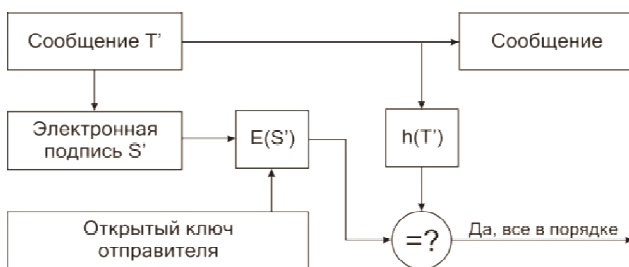 Сообщение T’
Сообщение
Электронная
подпись S’
E(S’)
h(T’)
Открытый ключ
отправителя
=?
Да, все в порядке